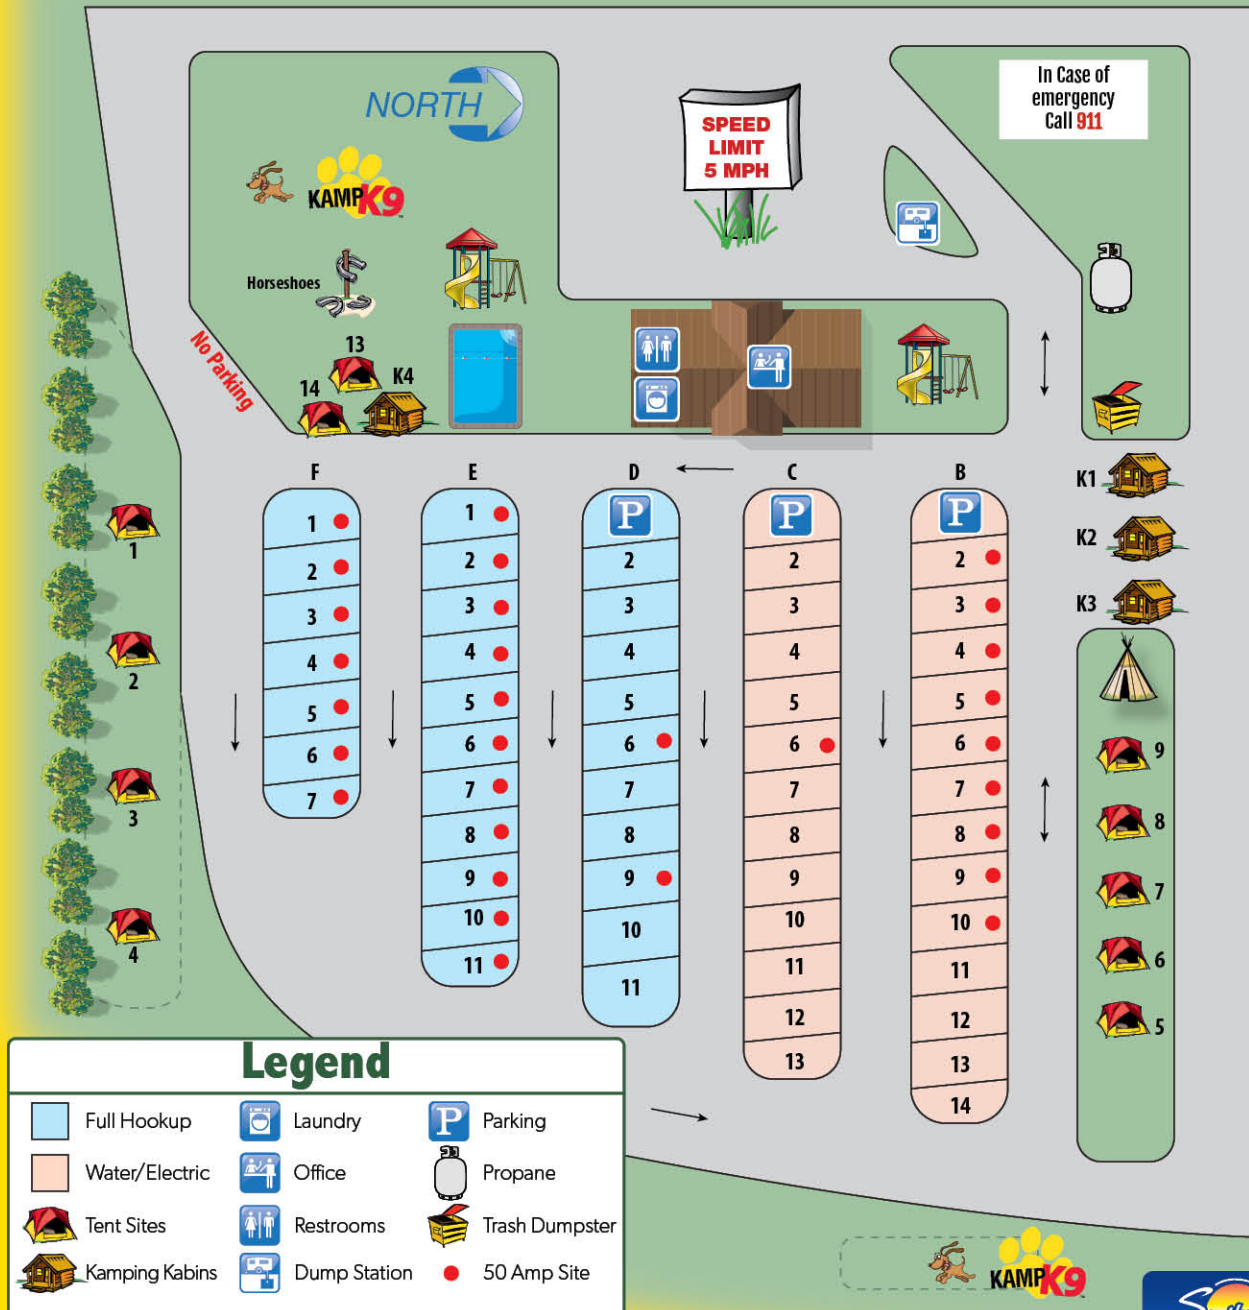 NORTH
KAMP K9
Horseshoes
No Parking
13
14
K4
SPEED
LIMIT
5 MPH
In Case of
emergency
Call 911
F
E
D
C
B
1
2
3
4
5
6
7
1
2
3
4
5
6
7
8
9
10
11
P
2
3
4
5
6
7
8
9
10
11
P
2
3
4
5
6
7
8
9
10
11
12
13
P
2
3
4
5
6
7
8
9
10
11
12
13
14
K1
K2
K3
9
8
7
6
5
1
2
3
4
Legend
Full Hookup
Water/Electric
Tent Sites
Kamping Kabins
Laundry
Office
Restrooms
Dump Station
P Parking
Propane
Trash Dumpster
50 Amp Site
KAMP K9